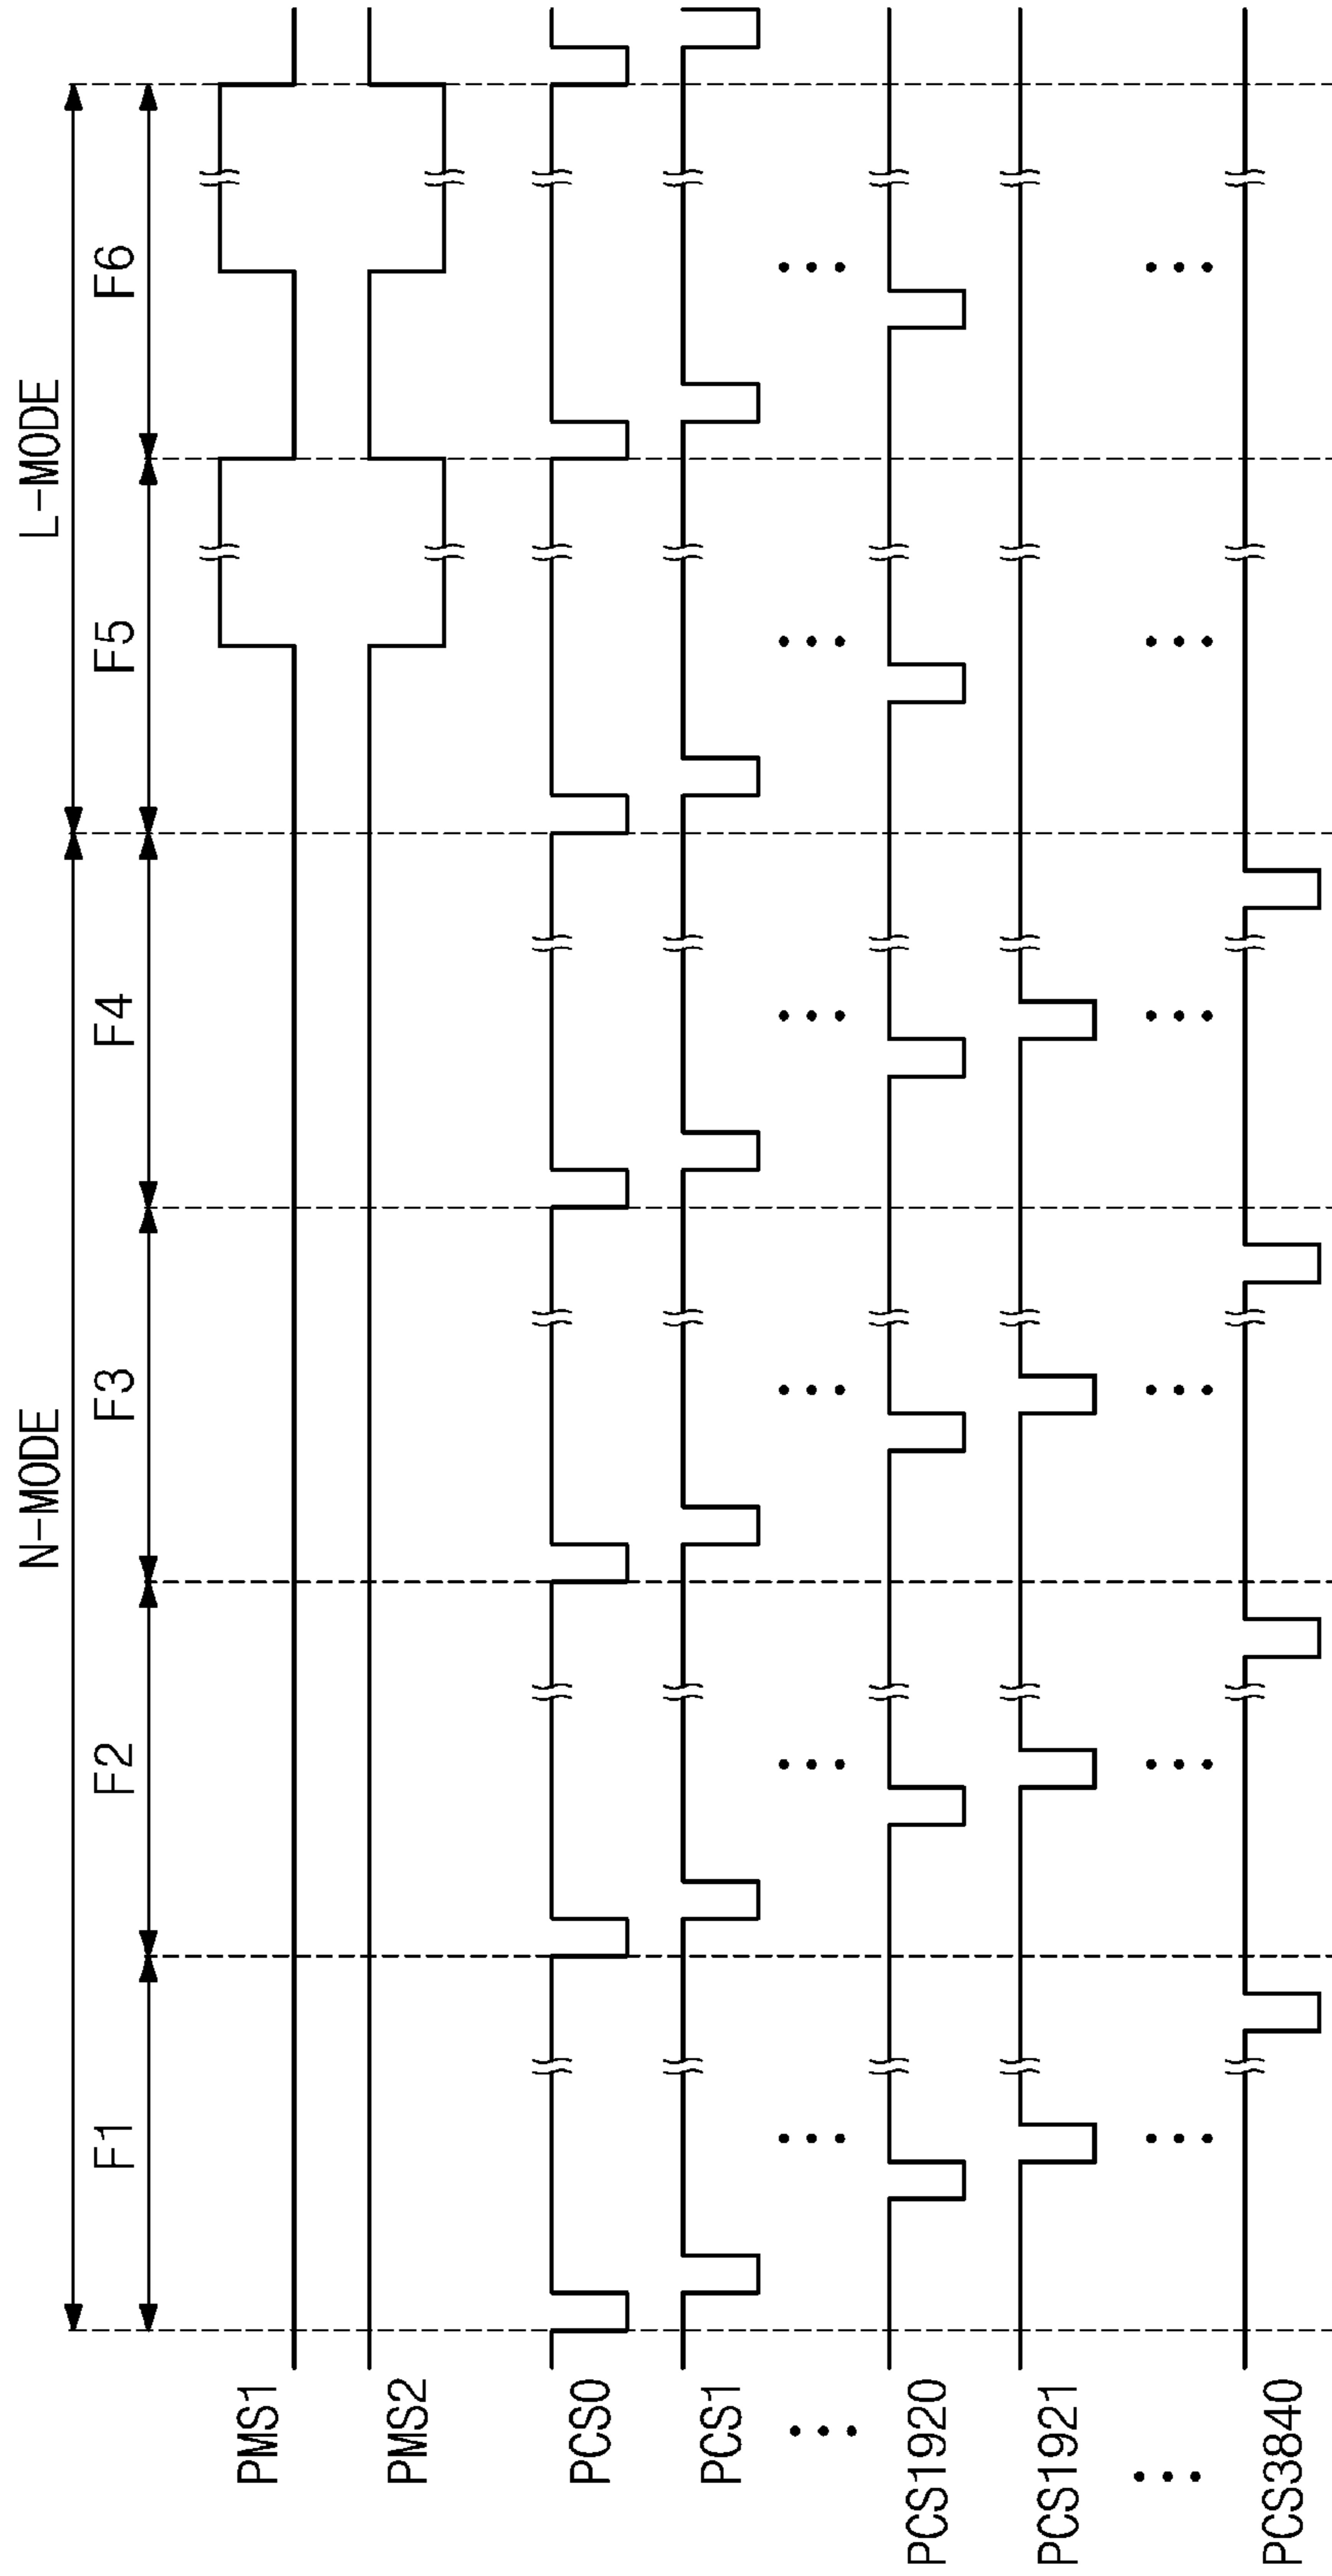 N-MODE L-MODE
F1 F2 F3 F4 F5 F6
PMS1
PMS2
PCS0
PCS1
PCS1920
PCS1921
PCS3840